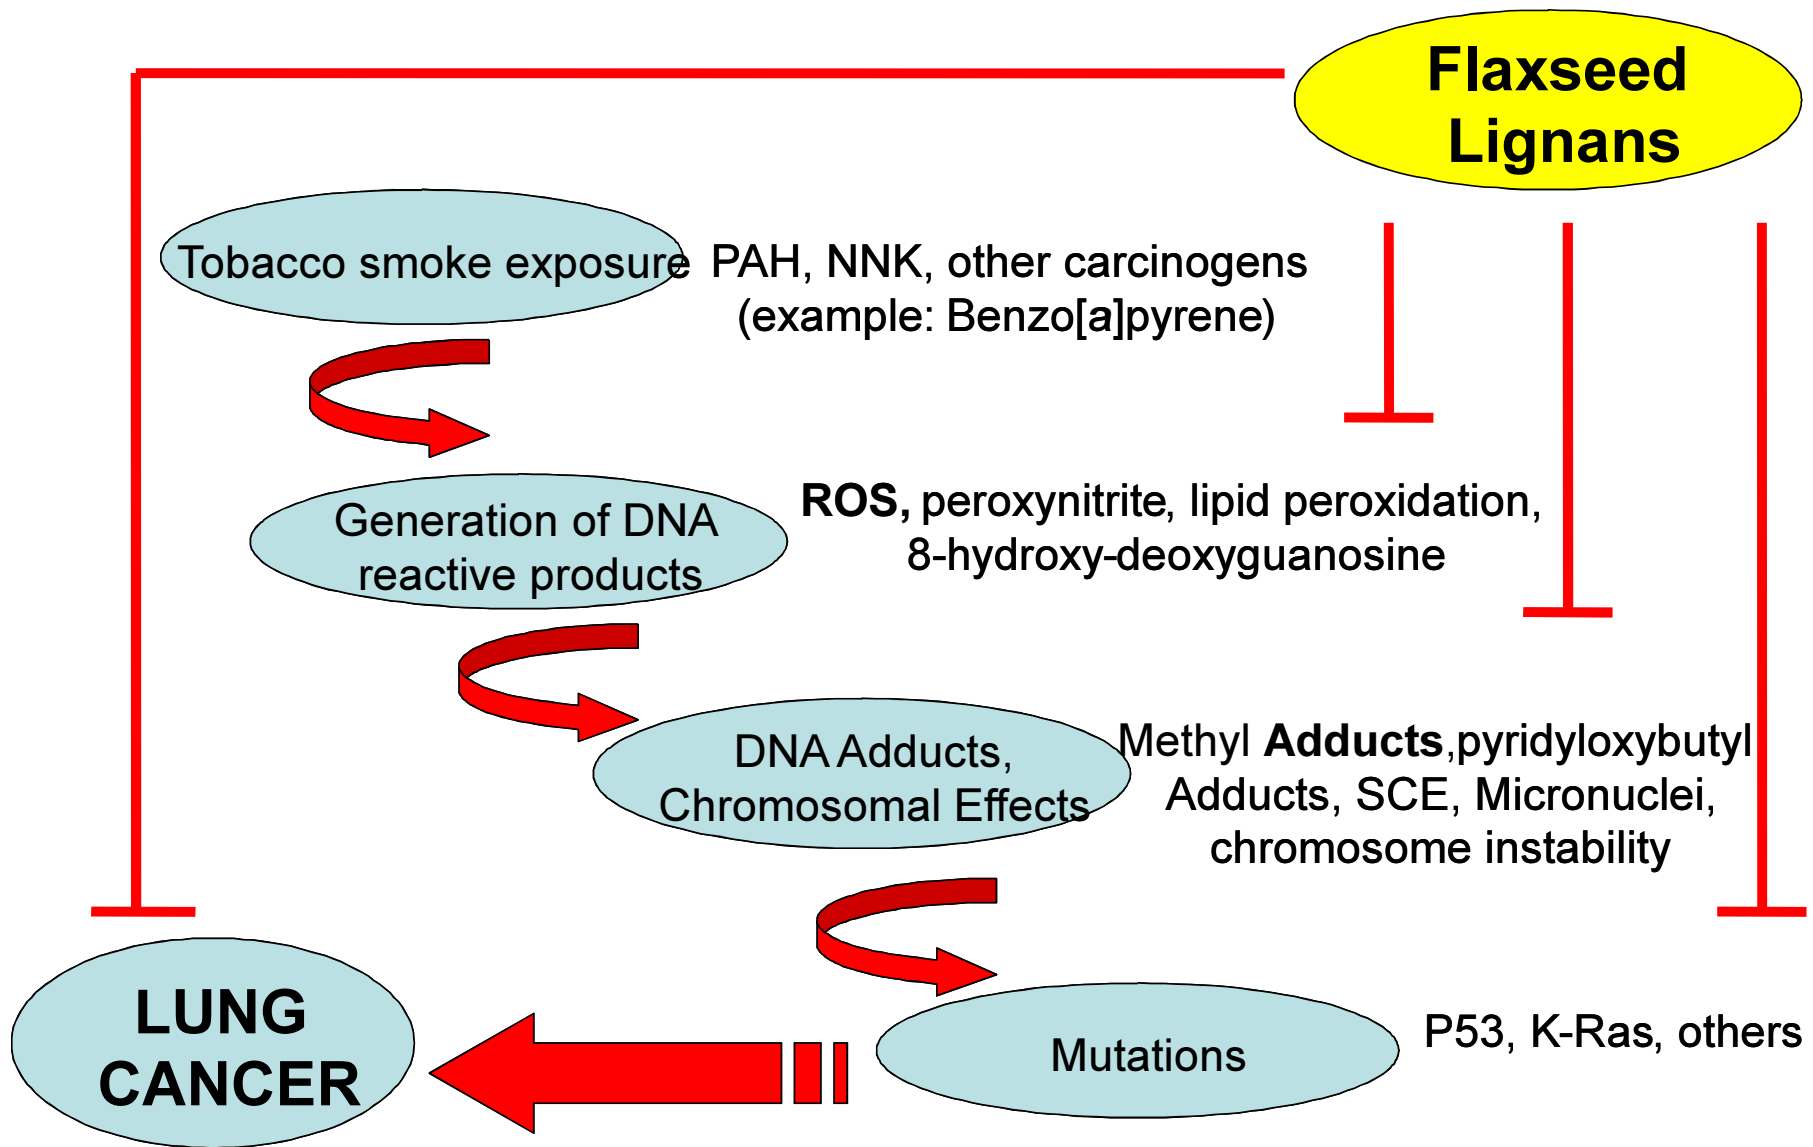 Flaxseed
Lignans
Tobacco smoke exposure
PAH, NNK, other carcinogens
(example: Benzo[a]pyrene)
Generation of DNA
reactive products
ROS, peroxynitrite, lipid peroxidation,
8-hydroxy-deoxyguanosine
DNA Adducts,
Chromosomal Effects
Methyl Adducts,pyridyloxybutyl
Adducts, SCE, Micronuclei,
chromosome instability
LUNG
CANCER
Mutations
P53, K-Ras, others